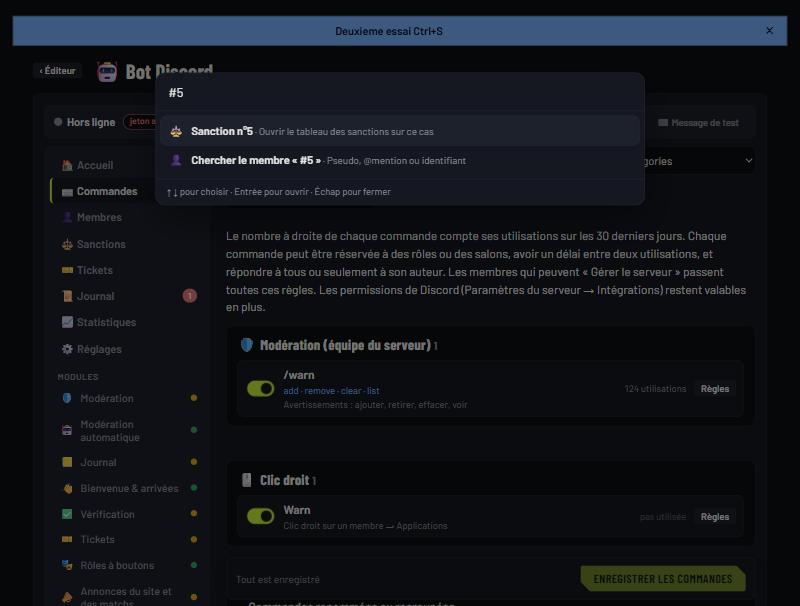 Deuxieme essai Ctrl+S ×
‹ Éditeur
Bot Discord
#5
Hors ligne
Message de test
Sanction n°5 · Ouvrir le tableau des sanctions sur ce cas
Chercher le membre « #5 » · Pseudo, @mention ou identifiant
↑ ↓ pour choisir · Entrée pour ouvrir · Échap pour fermer
Accueil
Commandes
Membres
Sanctions
Tickets
Journal 1
Statistiques
Réglages
MODULES
Modération
Modération
automatique
Journal
Bienvenue & arrivées
Vérification
Tickets
Rôles à boutons
Annonces du site et
des matchs
Le nombre à droite de chaque commande compte ses utilisations sur les 30 derniers jours. Chaque
commande peut être réservée à des rôles ou des salons, avoir un délai entre deux utilisations, et
répondre à tous ou seulement à son auteur. Les membres qui peuvent « Gérer le serveur » passent
toutes ces règles. Les permissions de Discord (Paramètres du serveur → Intégrations) restent valables
en plus.
Modération (équipe du serveur) 1
/warn
add · remove · clear · list
Avertissements : ajouter, retirer, effacer, voir
124 utilisations Règles
Clic droit 1
Warn
Clic droit sur un membre → Applications
pas utilisée Règles
Tout est enregistré
ENREGISTRER LES COMMANDES